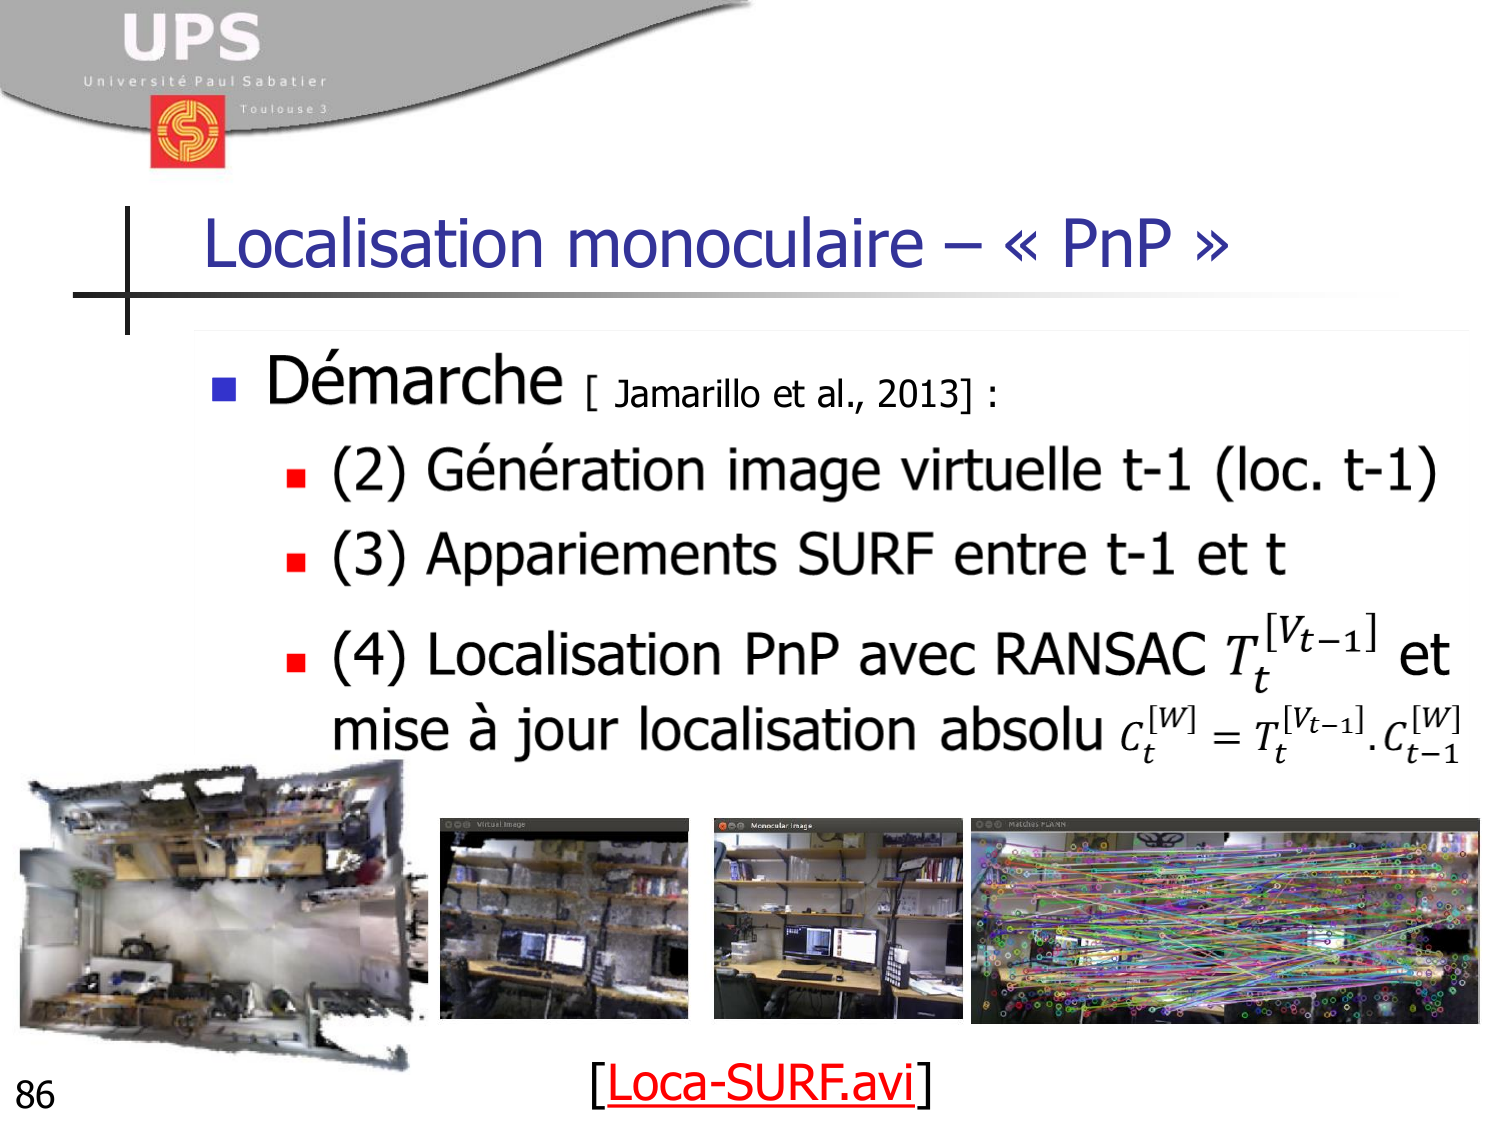 UPS
Université Paul Sabatier
Toulouse 3
Localisation monoculaire – « PnP »
Démarche [ Jamarillo et al., 2013] :
(2) Génération image virtuelle t-1 (loc. t-1)
(3) Appariements SURF entre t-1 et t
(4) Localisation PnP avec RANSAC $T_t^{[V_{t-1}]}$ et
mise à jour localisation absolu $C_t^{[W]} = T_t^{[V_{t-1}]} . C_{t-1}^{[W]}$
Virtual Image
Monocular Image
Matches FLANN
[Loca-SURF.avi]
86